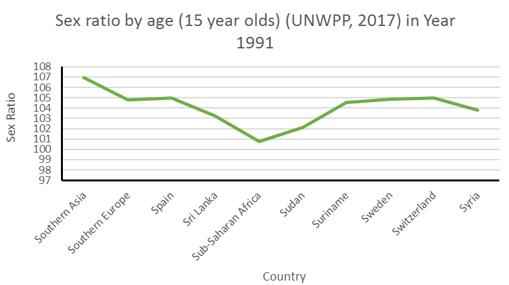 Sex ratio by age (15 year olds) (UNWPP, 2017) in Year
1991
108
107
106
105
104
103
102
101
100
99
98
97
Sex Ratio
Southern Asia
Southern Europe
Spain
Sri Lanka
Sub-Saharan Africa
Sudan
Suriname
Sweden
Switzerland
Syria
Country